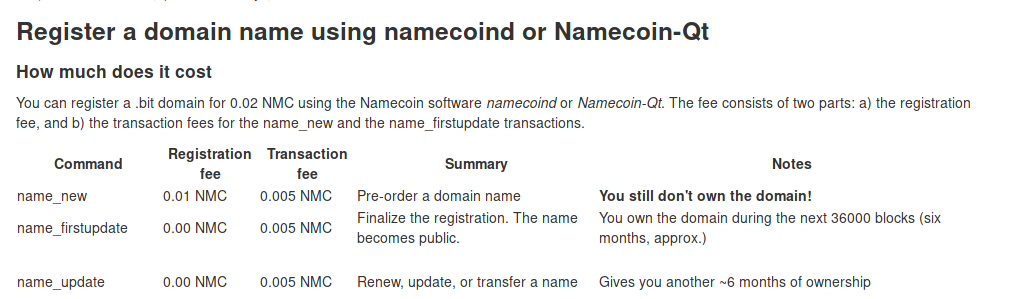 Register a domain name using namecoind or Namecoin-Qt
How much does it cost
You can register a .bit domain for 0.02 NMC using the Namecoin software namecoind or Namecoin-Qt. The fee consists of two parts: a) the registration
fee, and b) the transaction fees for the name_new and the name_firstupdate transactions.
Command Registration fee Transaction fee Summary Notes
name_new 0.01 NMC 0.005 NMC Pre-order a domain name You still don't own the domain!
name_firstupdate 0.00 NMC 0.005 NMC Finalize the registration. The name becomes public. You own the domain during the next 36000 blocks (six months, approx.)
name_update 0.00 NMC 0.005 NMC Renew, update, or transfer a name Gives you another ~6 months of ownership